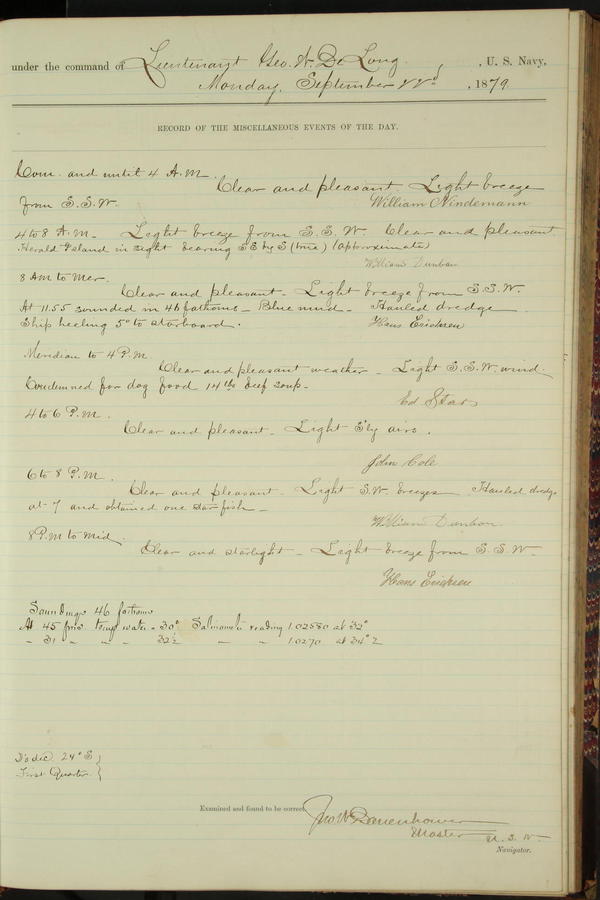 under the command of Lieutenant Geo. W. De Long, U. S. Navy,
Monday, September 22d, 1879
RECORD OF THE MISCELLANEOUS EVENTS OF THE DAY.
Com. and until 4 A.M.
Clear and pleasant. Light breeze
from S.S.W.
William Nindemann
4 to 8 A.M. Light breeze from S.S.W. Clear and pleasant
Herald Island in sight bearing SE by S (true) (approximate)
William Dunbar
8 AM to Mer.
Clear and pleasant. Light breeze from S.S.W.
At 11.55 sounded in 46 fathoms - Blue mud - Hauled dredge
Ship heeling 5° to starboard.
Hans Erichsen
Meridian to 4 P.M.
Clear and pleasant weather - Light S.S.W. wind.
Condemned for dog food 14 lbs beef soup.
Ed Starr
4 to 6 P.M.
Clear and pleasant. Light S'ly airs.
John Cole
6 to 8 P.M.
Clear and pleasant. Light S.W. breezes Hauled dredge
at 7 and obtained one star fish -
William Dunbar
8 P.M to Mid.
Clear and starlight - Light breeze from S.S.W.
Hans Erichsen
Soundings 46 fathoms
At 45 fms. temp water - 30° Salinometer reading 1.02580 at 32°
" 31 " " " 32½ " " 1.0270 at 34° 2
)'s dec. 24° S
First Quarter
Examined and found to be correct.
Jno W Danenhower
Master U. S. N.
Navigator.